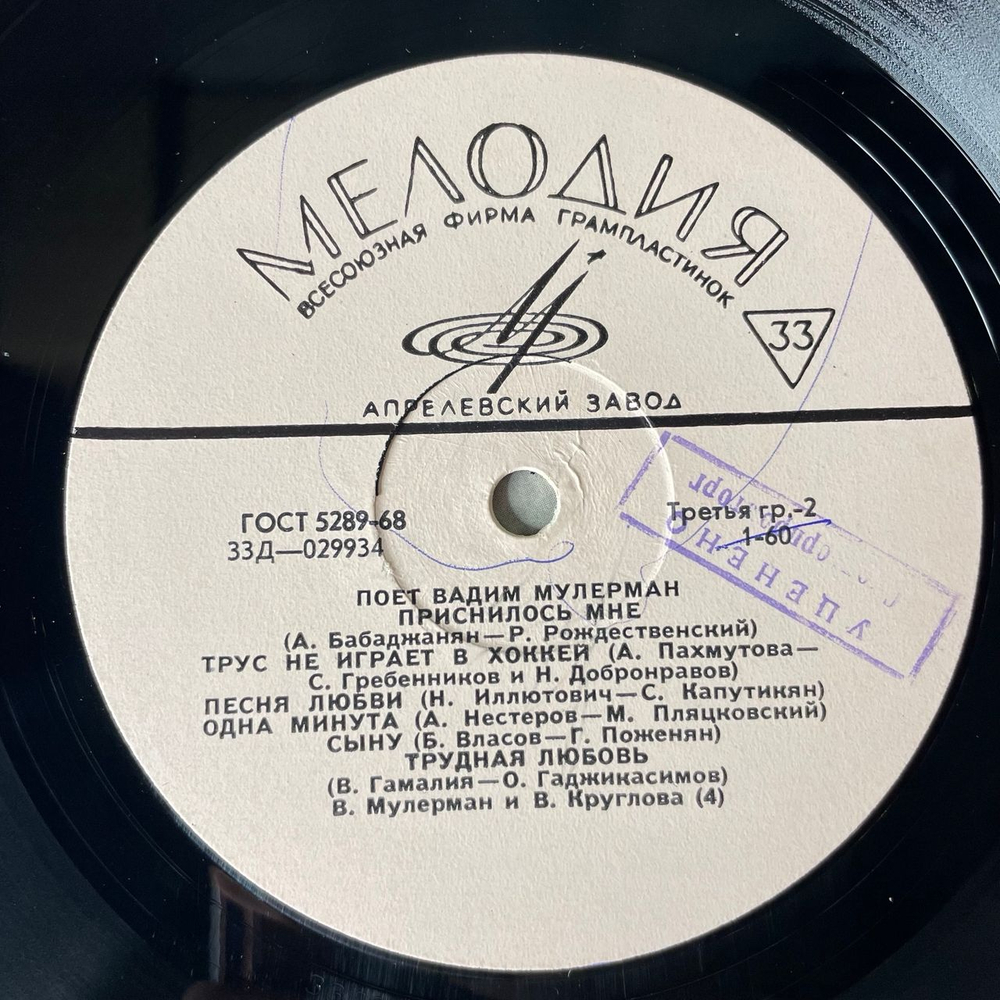 МЕЛОДИЯ
ВСЕСОЮЗНАЯ ФИРМА ГРАМПЛАСТИНОК
33
АПРЕЛЕВСКИЙ ЗАВОД
ГОСТ 5289-68
33Д—029934
Третья гр.-2
1-60
УЦЕНЕНО
ПОЕТ ВАДИМ МУЛЕРМАН
ПРИСНИЛОСЬ МНЕ
(А. Бабаджанян—Р. Рождественский)
ТРУС НЕ ИГРАЕТ В ХОККЕЙ (А. Пахмутова—
С. Гребенников и Н. Добронравов)
ПЕСНЯ ЛЮБВИ (Н. Иллютович—С. Капутикян)
ОДНА МИНУТА (А. Нестеров—М. Пляцковский)
СЫНУ (Б. Власов—Г. Поженян)
ТРУДНАЯ ЛЮБОВЬ
(В. Гамалия—О. Гаджикасимов)
В. Мулерман и В. Круглова (4)